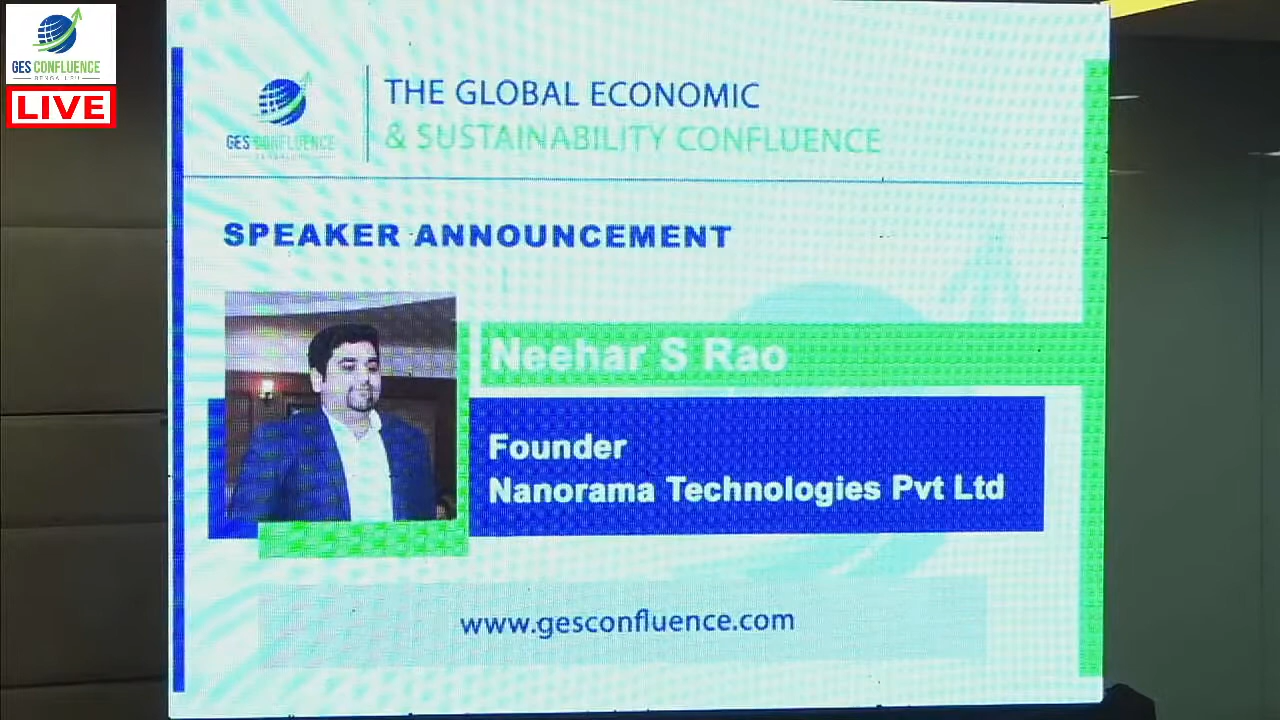 GES CONFLUENCE
BENGALURU
LIVE
GES CONFLUENCE
THE GLOBAL ECONOMIC
& SUSTAINABILITY CONFLUENCE
SPEAKER ANNOUNCEMENT
Neehar S Rao
Founder
Nanorama Technologies Pvt Ltd
www.gesconfluence.com